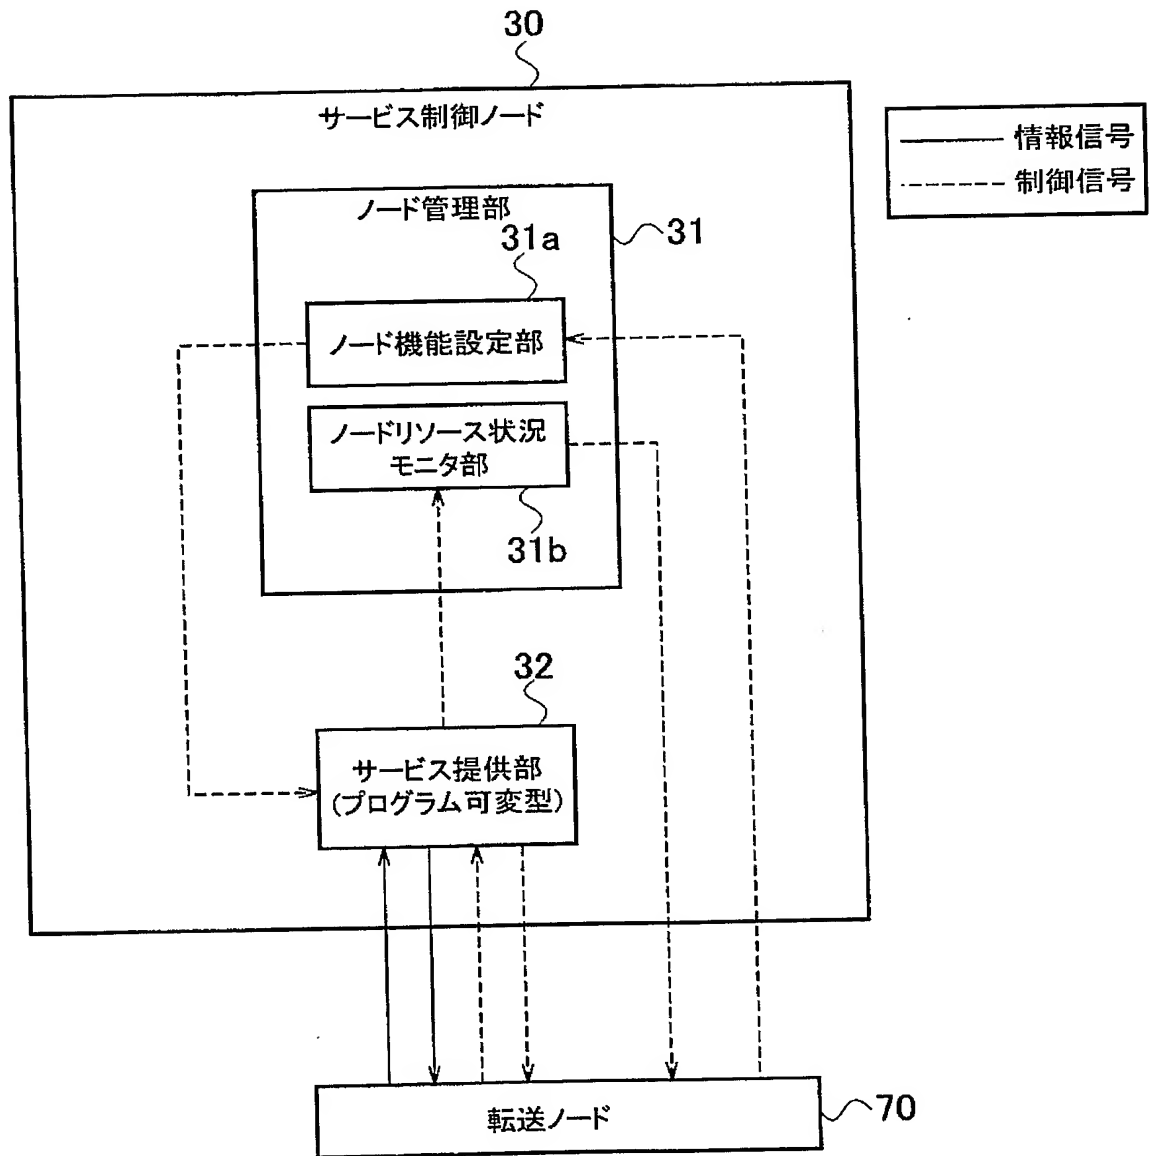 30
サービス制御ノード
情報信号
制御信号
ノード管理部
31
31a
ノード機能設定部
ノードリソース状況
モニタ部
31b
32
サービス提供部
(プログラム可変型)
転送ノード
70